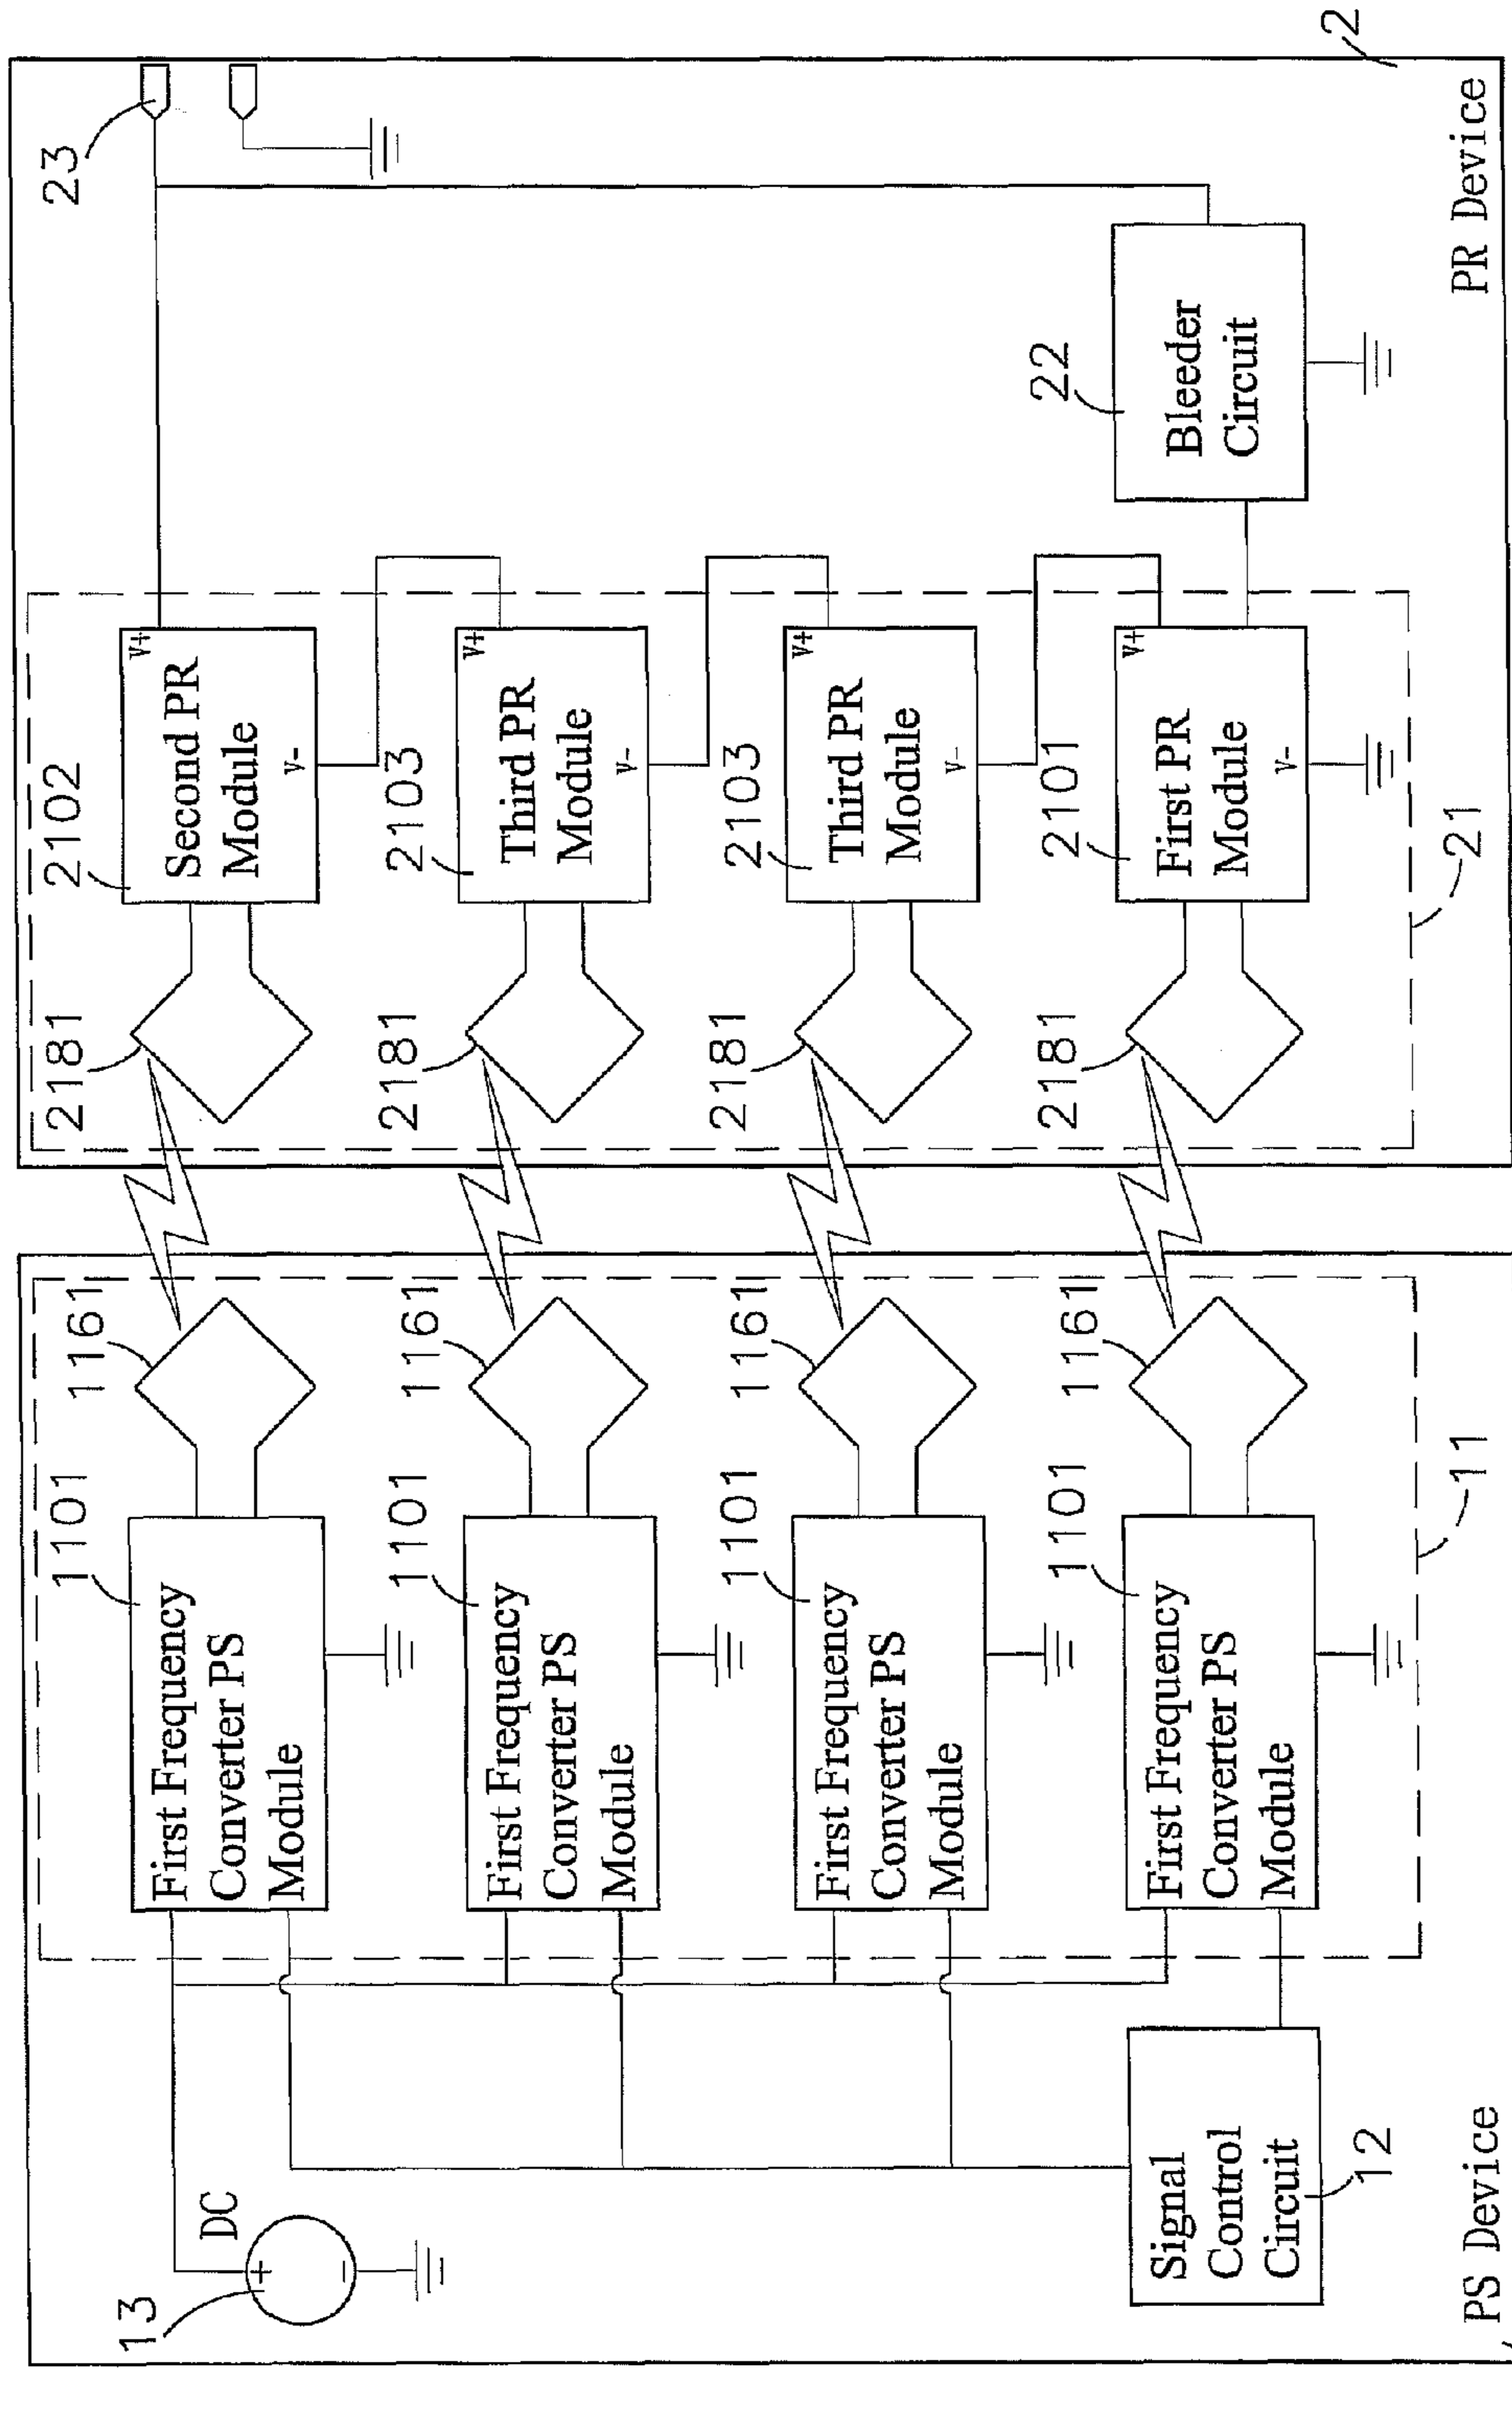 1101
First Frequency
Converter PS
Module
1161
2181
2102
Second PR
Module
V+
V-
23
13
DC
+
-
1101
First Frequency
Converter PS
Module
1161
2181
2103
Third PR
Module
V+
V-
1101
First Frequency
Converter PS
Module
1161
2181
2103
Third PR
Module
V+
V-
1101
First Frequency
Converter PS
Module
1161
2181
2101
First PR
Module
V+
V-
22
Bleeder
Circuit
Signal
Control
Circuit
12
11
21
2
PS Device
PR Device